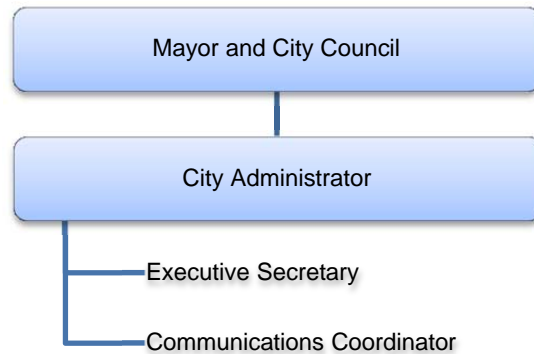 Mayor and City Council
City Administrator
Executive Secretary
Communications Coordinator